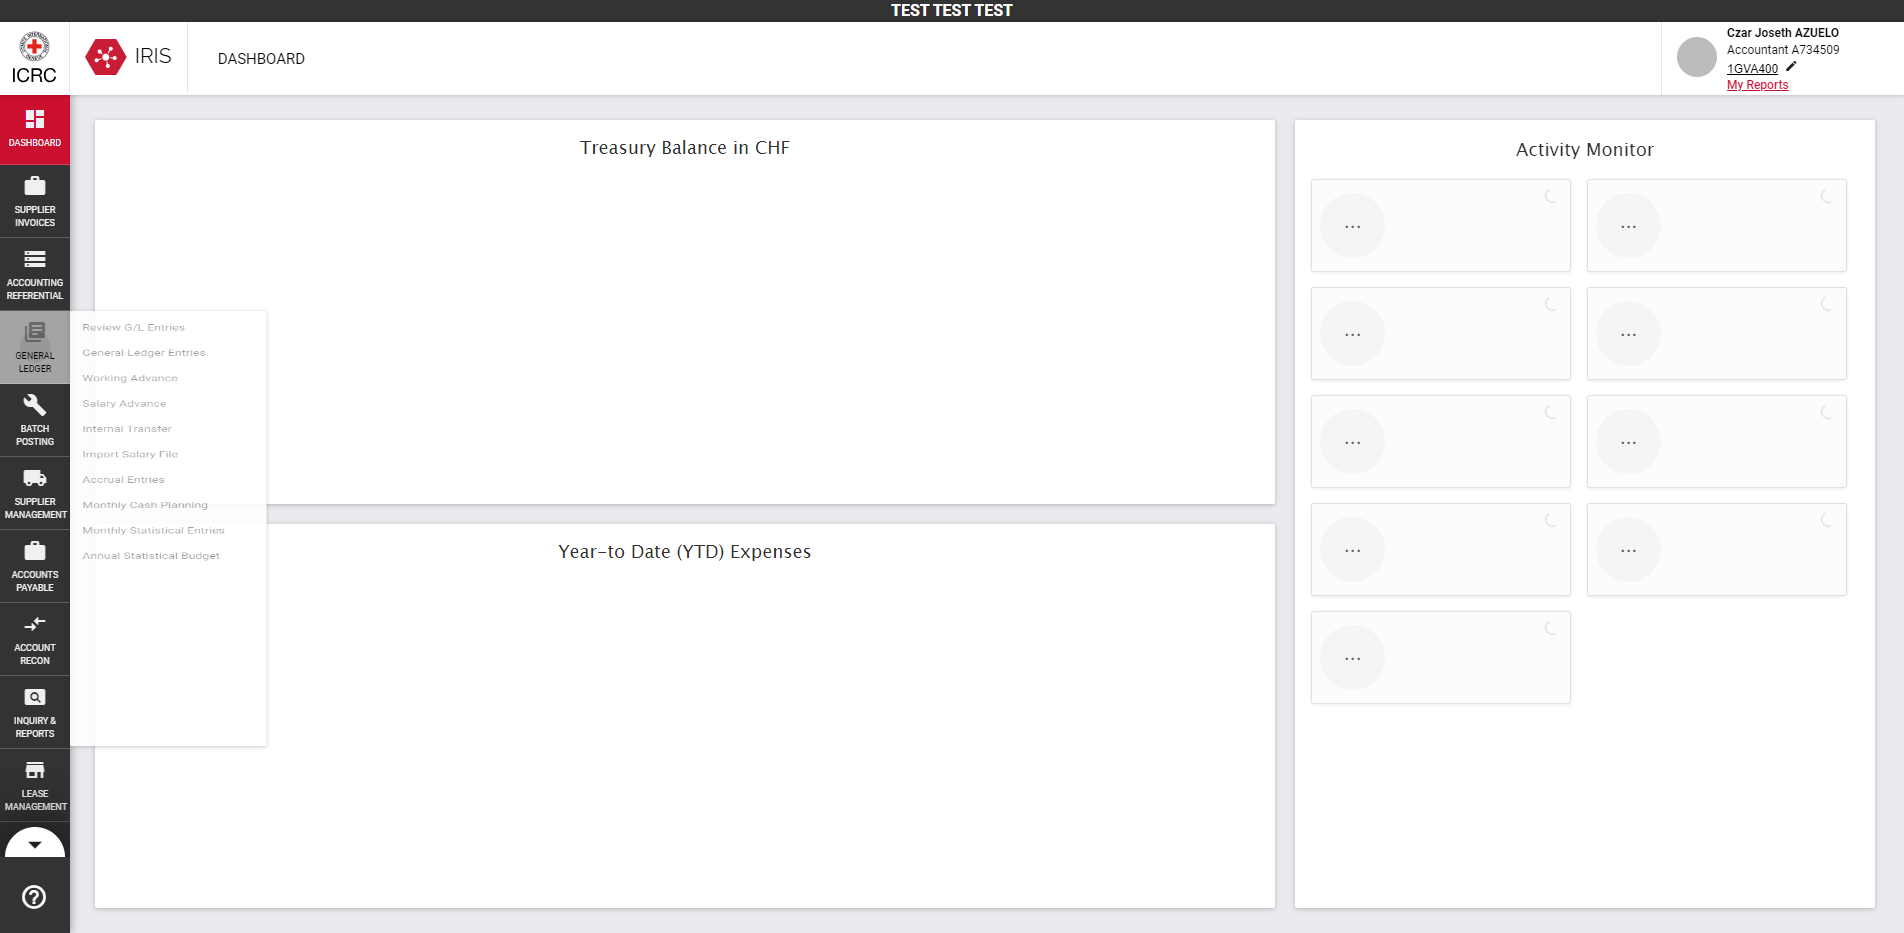 TEST TEST TEST
ICRC
IRIS
DASHBOARD
Czar Joseth AZUELO
Accountant A734509
1GVA400
My Reports
DASHBOARD
SUPPLIER
INVOICES
ACCOUNTING
REFERENTIAL
GENERAL
LEDGER
BATCH
POSTING
SUPPLIER
MANAGEMENT
ACCOUNTS
PAYABLE
ACCOUNT
RECON
INQUIRY &
REPORTS
LEASE
MANAGEMENT
Review G/L Entries
General Ledger Entries
Working Advance
Salary Advance
Internal Transfer
Import Salary File
Accrual Entries
Monthly Cash Planning
Monthly Statistical Entries
Annual Statistical Budget
Treasury Balance in CHF
Year-to Date (YTD) Expenses
Activity Monitor
...
...
...
...
...
...
...
...
...